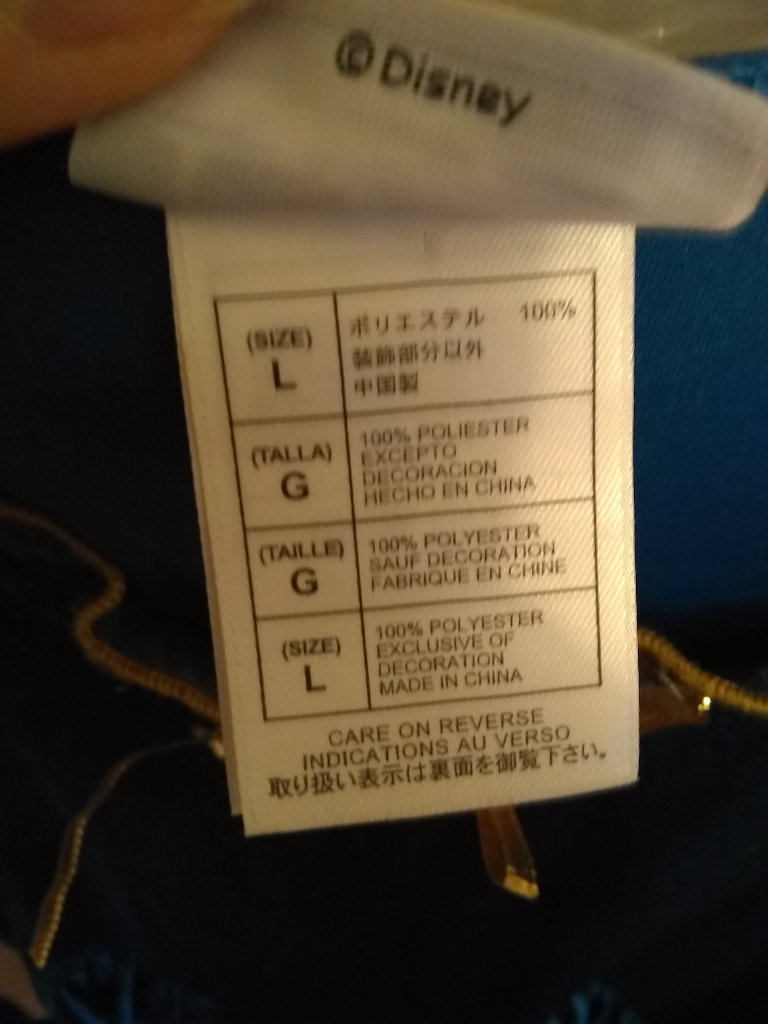 ©Disney
(SIZE)
L
ポリエステル 100%
装飾部分以外
中国製
(TALLA)
G
100% POLIESTER
EXCEPTO
DECORACION
HECHO EN CHINA
(TAILLE)
G
100% POLYESTER
SAUF DECORATION
FABRIQUE EN CHINE
(SIZE)
L
100% POLYESTER
EXCLUSIVE OF
DECORATION
MADE IN CHINA
CARE ON REVERSE
INDICATIONS AU VERSO
取り扱い表示は裏面を御覧下さい。